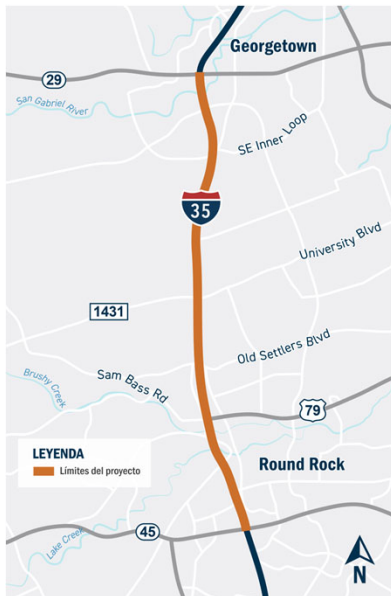 Georgetown
29
San Gabriel River
SE Inner Loop
35
University Blvd
1431
Old Settlers Blvd
Sam Bass Rd
Brushy Creek
79
LEYENDA
Límites del proyecto
Round Rock
45
Lake Creek
N